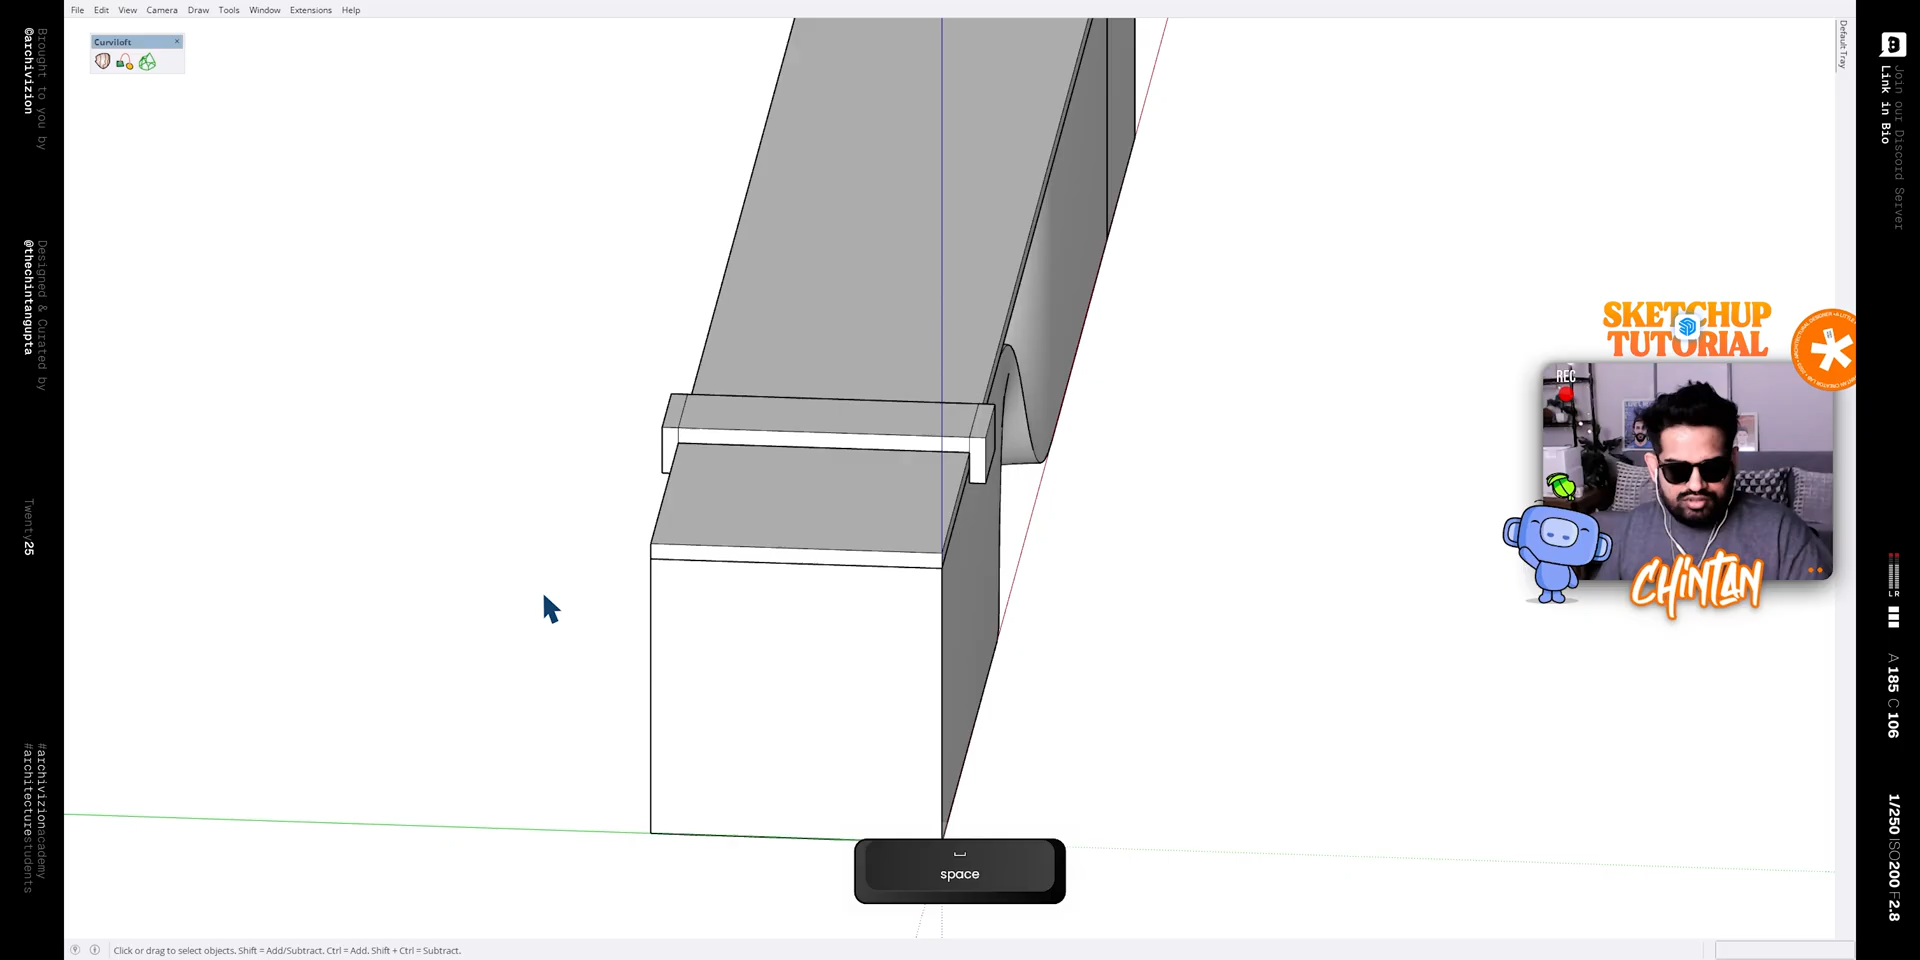 File Edit View Camera Draw Tools Window Extensions Help
Curviloft
Default Tray
Brought to you by
@archivizion
Designed & Curated by
@thechintangupta
Twenty25
#archivizionacademy
#architecturestudents
Join our Discord Server
Link in Bio
SKETCHUP
TUTORIAL
REC
CHINTAN
L R
A 185 C 106
1/250 ISO200 F2.8
space
Click or drag to select objects. Shift = Add/Subtract. Ctrl = Add. Shift + Ctrl = Subtract.